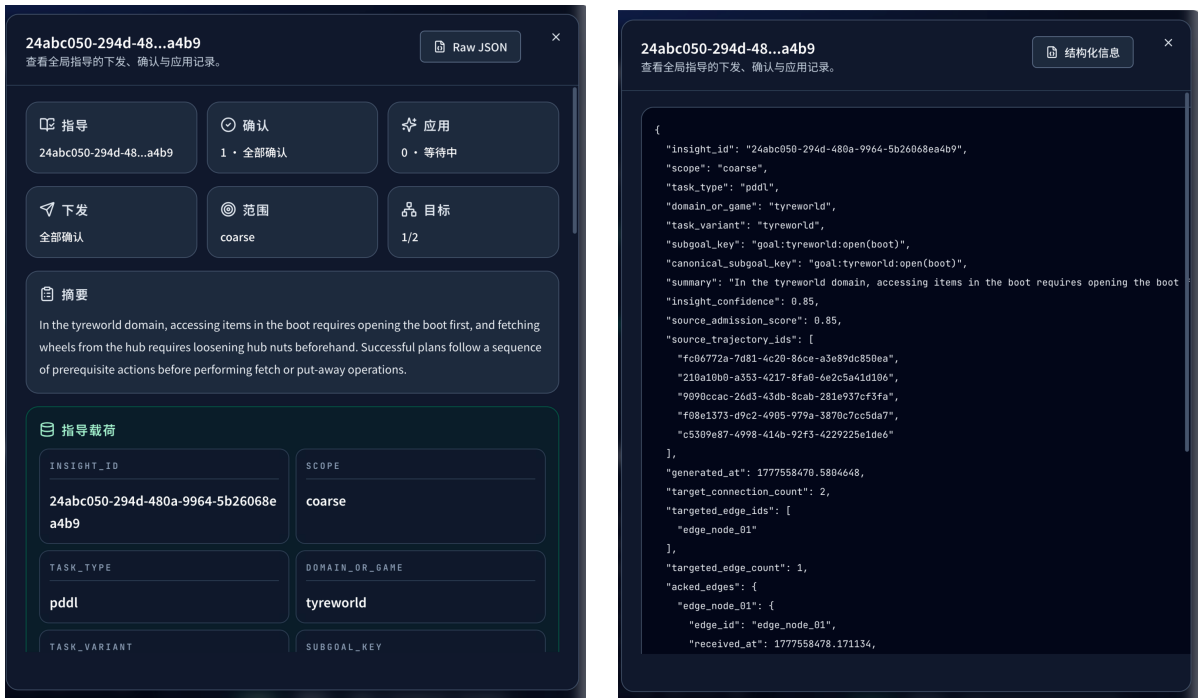 24abc050-294d-48...a4b9
查看全局指导的下发、确认与应用记录。
Raw JSON
指导
24abc050-294d-48...a4b9
确认
1 · 全部确认
应用
0 · 等待中
下发
全部确认
范围
coarse
目标
1/2
摘要
In the tyreworld domain, accessing items in the boot requires opening the boot first, and fetching
wheels from the hub requires loosening hub nuts beforehand. Successful plans follow a sequence
of prerequisite actions before performing fetch or put-away operations.
指导载荷
INSIGHT_ID
24abc050-294d-480a-9964-5b26068e
a4b9
SCOPE
coarse
TASK_TYPE
pddl
DOMAIN_OR_GAME
tyreworld
TASK_VARIANT
SUBGOAL_KEY
24abc050-294d-48...a4b9
查看全局指导的下发、确认与应用记录。
结构化信息
{
"insight_id": "24abc050-294d-480a-9964-5b26068ea4b9",
"scope": "coarse",
"task_type": "pddl",
"domain_or_game": "tyreworld",
"task_variant": "tyreworld",
"subgoal_key": "goal:tyreworld:open(boot)",
"canonical_subgoal_key": "goal:tyreworld:open(boot)",
"summary": "In the tyreworld domain, accessing items in the boot requires opening the boot
"insight_confidence": 0.85,
"source_admission_score": 0.85,
"source_trajectory_ids": [
"fc06772a-7d81-4c20-86ce-a3e89dc850ea",
"210a10b0-a353-4217-8fa0-6e2c5a41d106",
"9090ccac-26d3-43db-8cab-281e937cf3fa",
"f08e1373-d9c2-4905-979a-3870c7cc5da7",
"c5309e87-4998-414b-92f3-4229225e1de6"
],
"generated_at": 1777558470.5804648,
"target_connection_count": 2,
"targeted_edge_ids": [
"edge_node_01"
],
"targeted_edge_count": 1,
"acked_edges": {
"edge_node_01": {
"edge_id": "edge_node_01",
"received_at": 1777558478.171134,